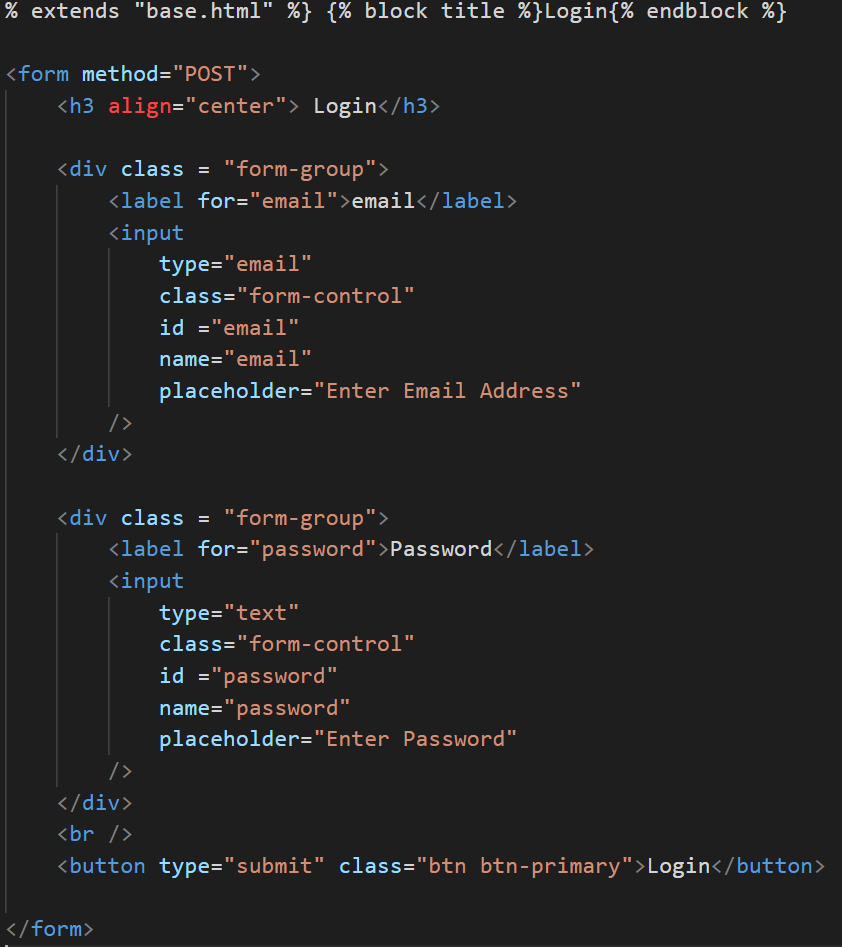 % extends "base.html" %} {% block title %}Login{% endblock %}
<form method="POST">
<h3 align="center"> Login</h3>
<div class = "form-group">
<label for="email">email</label>
<input
type="email"
class="form-control"
id ="email"
name="email"
placeholder="Enter Email Address"
/>
</div>
<div class = "form-group">
<label for="password">Password</label>
<input
type="text"
class="form-control"
id ="password"
name="password"
placeholder="Enter Password"
/>
</div>
<br />
<button type="submit" class="btn btn-primary">Login</button>
</form>